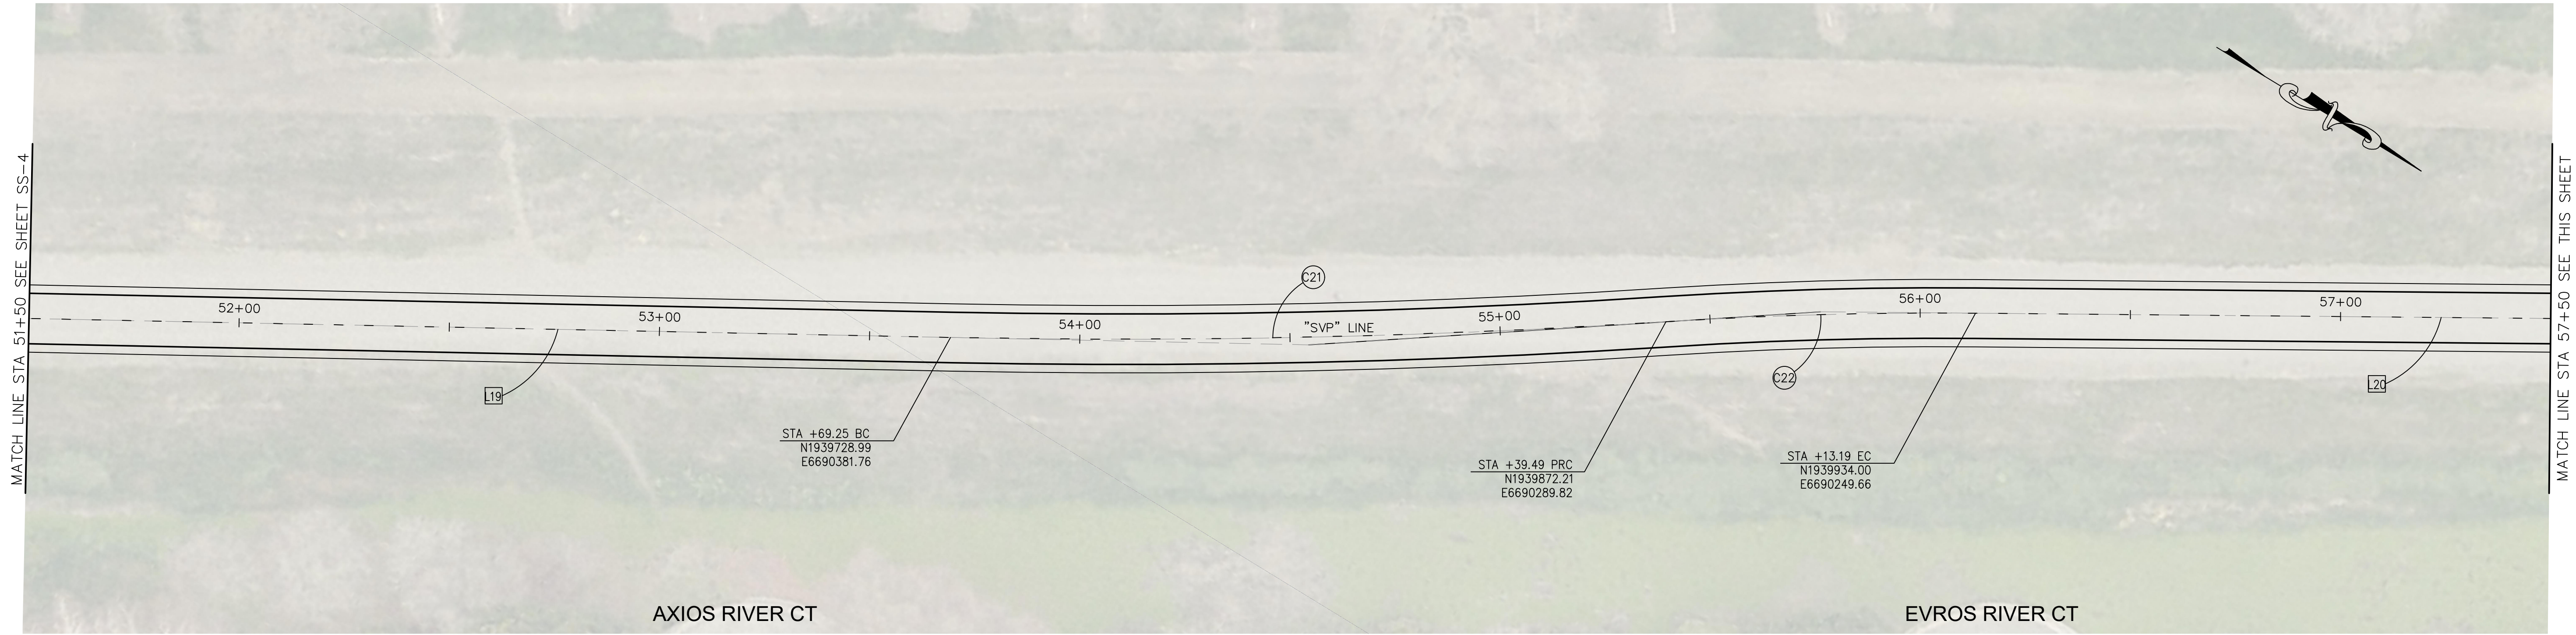 MATCH LINE STA 51+50 SEE SHEET SS-4
52+00
53+00
54+00
C21
"SVP" LINE
55+00
56+00
57+00
MATCH LINE STA 57+50 SEE THIS SHEET
L19
C22
L20
STA +69.25 BC
N1939728.99
E6690381.76
STA +39.49 PRC
N1939872.21
E6690289.82
STA +13.19 EC
N1939934.00
E6690249.66
AXIOS RIVER CT
EVROS RIVER CT